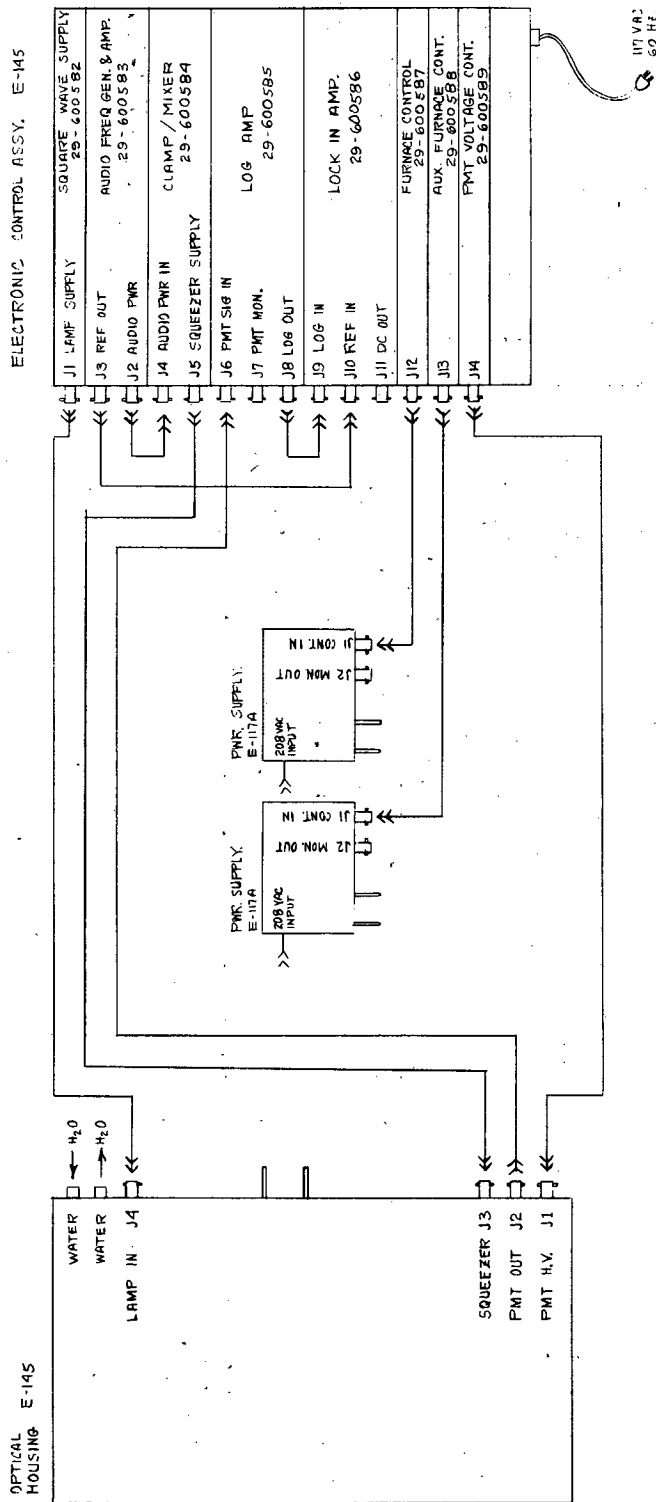 ELECTRONIC CONTROL ASSY. E-145
J1 LAMP SUPPLY
SQUARE WAVE SUPPLY
29-600582
J3 REF OUT
J2 AUDIO PWR
AUDIO FREQ GEN. & AMP.
29-600583
J4 AUDIO PWR IN
J5 SQUEEZER SUPPLY
CLAMP/MIXER
29-600584
J6 PMT SIG IN
J7 PMT MON.
J8 LOG OUT
LOG AMP
29-600585
J9 LOG IN
J10 REF IN
J11 DC OUT
LOCK IN AMP.
29-600586
J12
FURNACE CONTROL
29-600587
J13
AUX. FURNACE CONT.
29-600588
J14
PMT VOLTAGE CONT.
29-600589
117 VAC
60 HZ
PWR. SUPPLY.
E-117A
208 VAC
INPUT
J1 CONT. IN
J2 MON. OUT
PWR. SUPPLY.
E-117A
208 VAC
INPUT
J1 CONT. IN
J2 MON. OUT
OPTICAL
HOUSING E-145
WATER
H2O
WATER
H2O
LAMP IN J4
SQUEEZER J3
PMT OUT J2
PMT H.V. J1